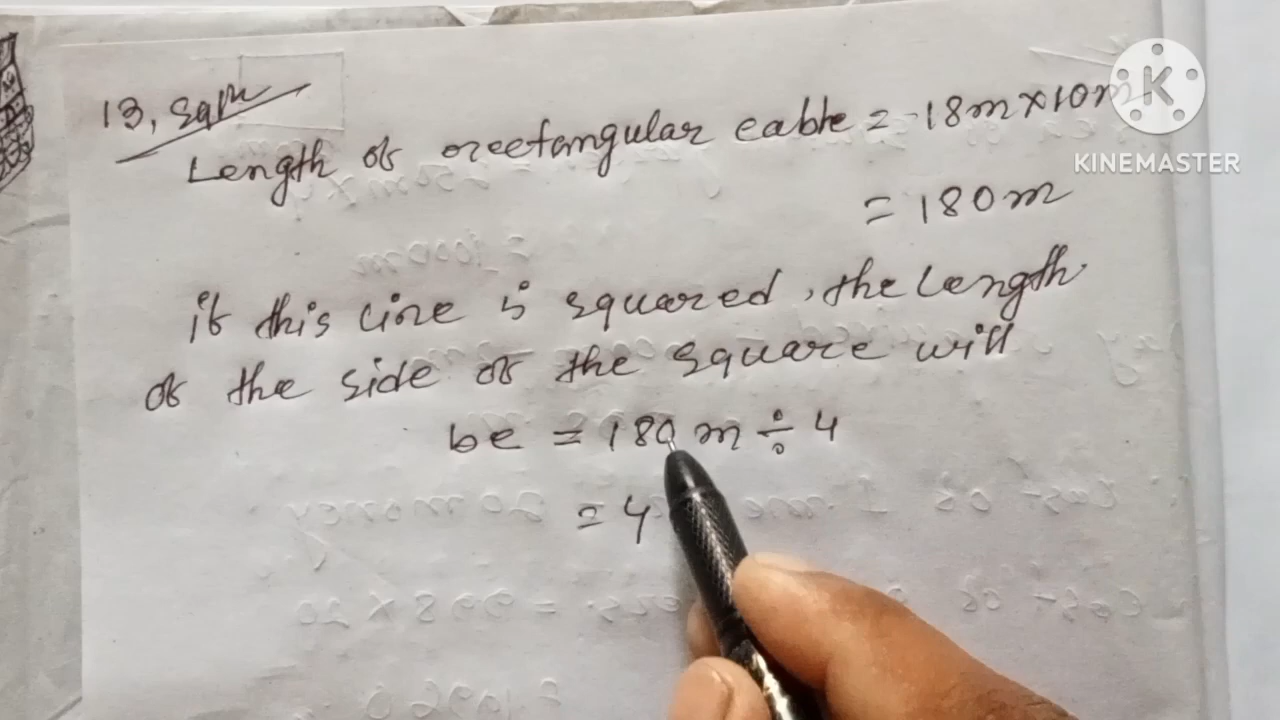 13, Soln
Length of rectangular cable = 18m×10m
= 180m
if this line is squared, the length
of the side of the square will
be = 180 m ÷ 4
= 4
K
KINEMASTER